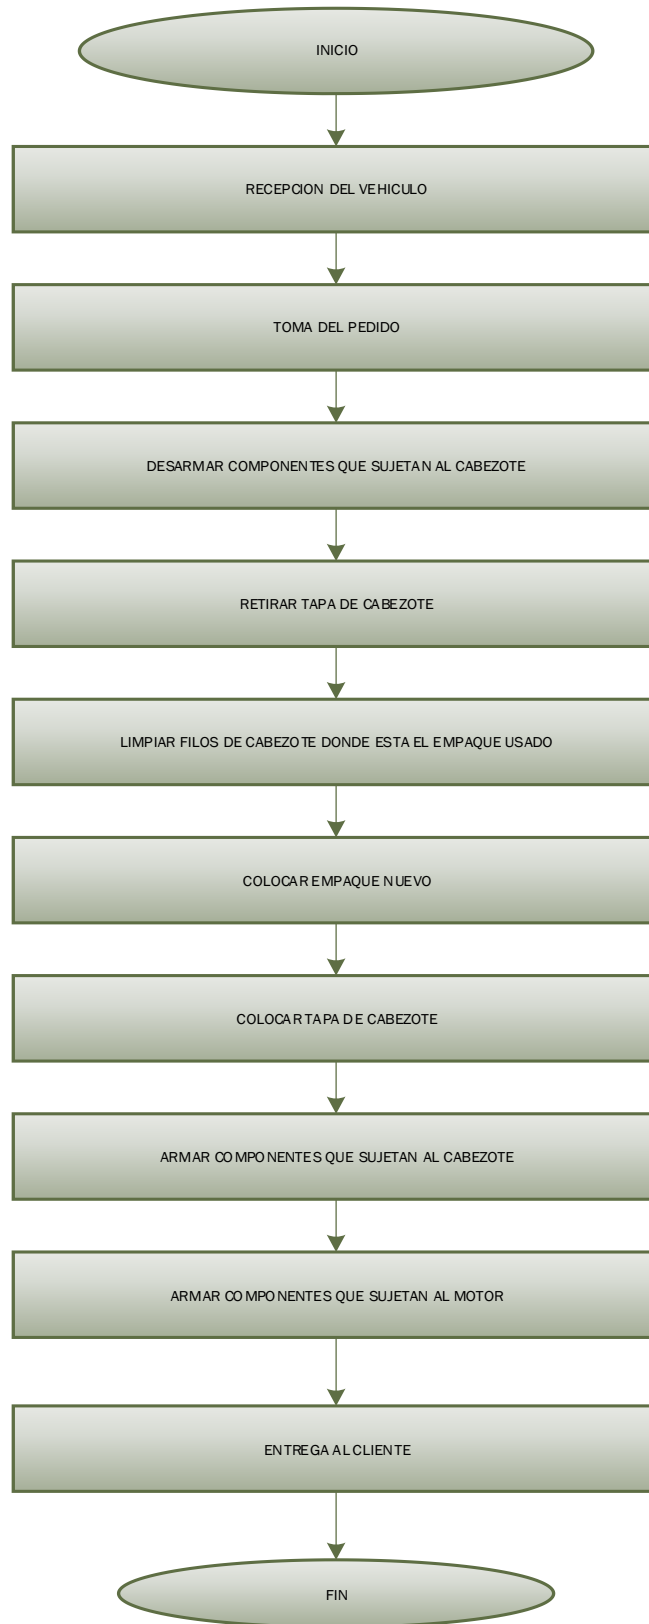 INICIO
RECEPCION DEL VEHICULO
TOMA DEL PEDIDO
DESARMAR COMPONENTES QUE SUJETAN AL CABEZOTE
RETIRAR TAPA DE CABEZOTE
LIMPIAR FILOS DE CABEZOTE DONDE ESTA EL EMPAQUE USADO
COLOCAR EMPAQUE NUEVO
COLOCAR TAPA DE CABEZOTE
ARMAR COMPONENTES QUE SUJETAN AL CABEZOTE
ARMAR COMPONENTES QUE SUJETAN AL MOTOR
ENTREGA AL CLIENTE
FIN